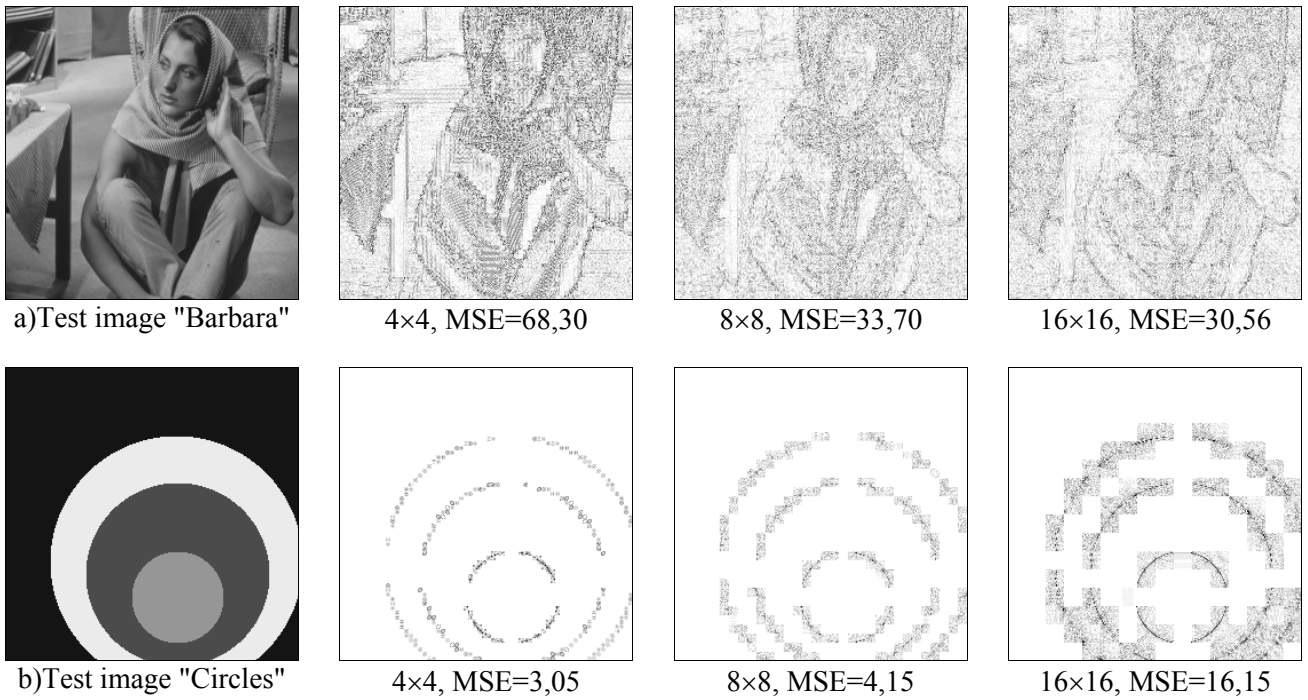 a)Test image "Barbara"
4×4, MSE=68,30
8×8, MSE=33,70
16×16, MSE=30,56
b)Test image "Circles"
4×4, MSE=3,05
8×8, MSE=4,15
16×16, MSE=16,15